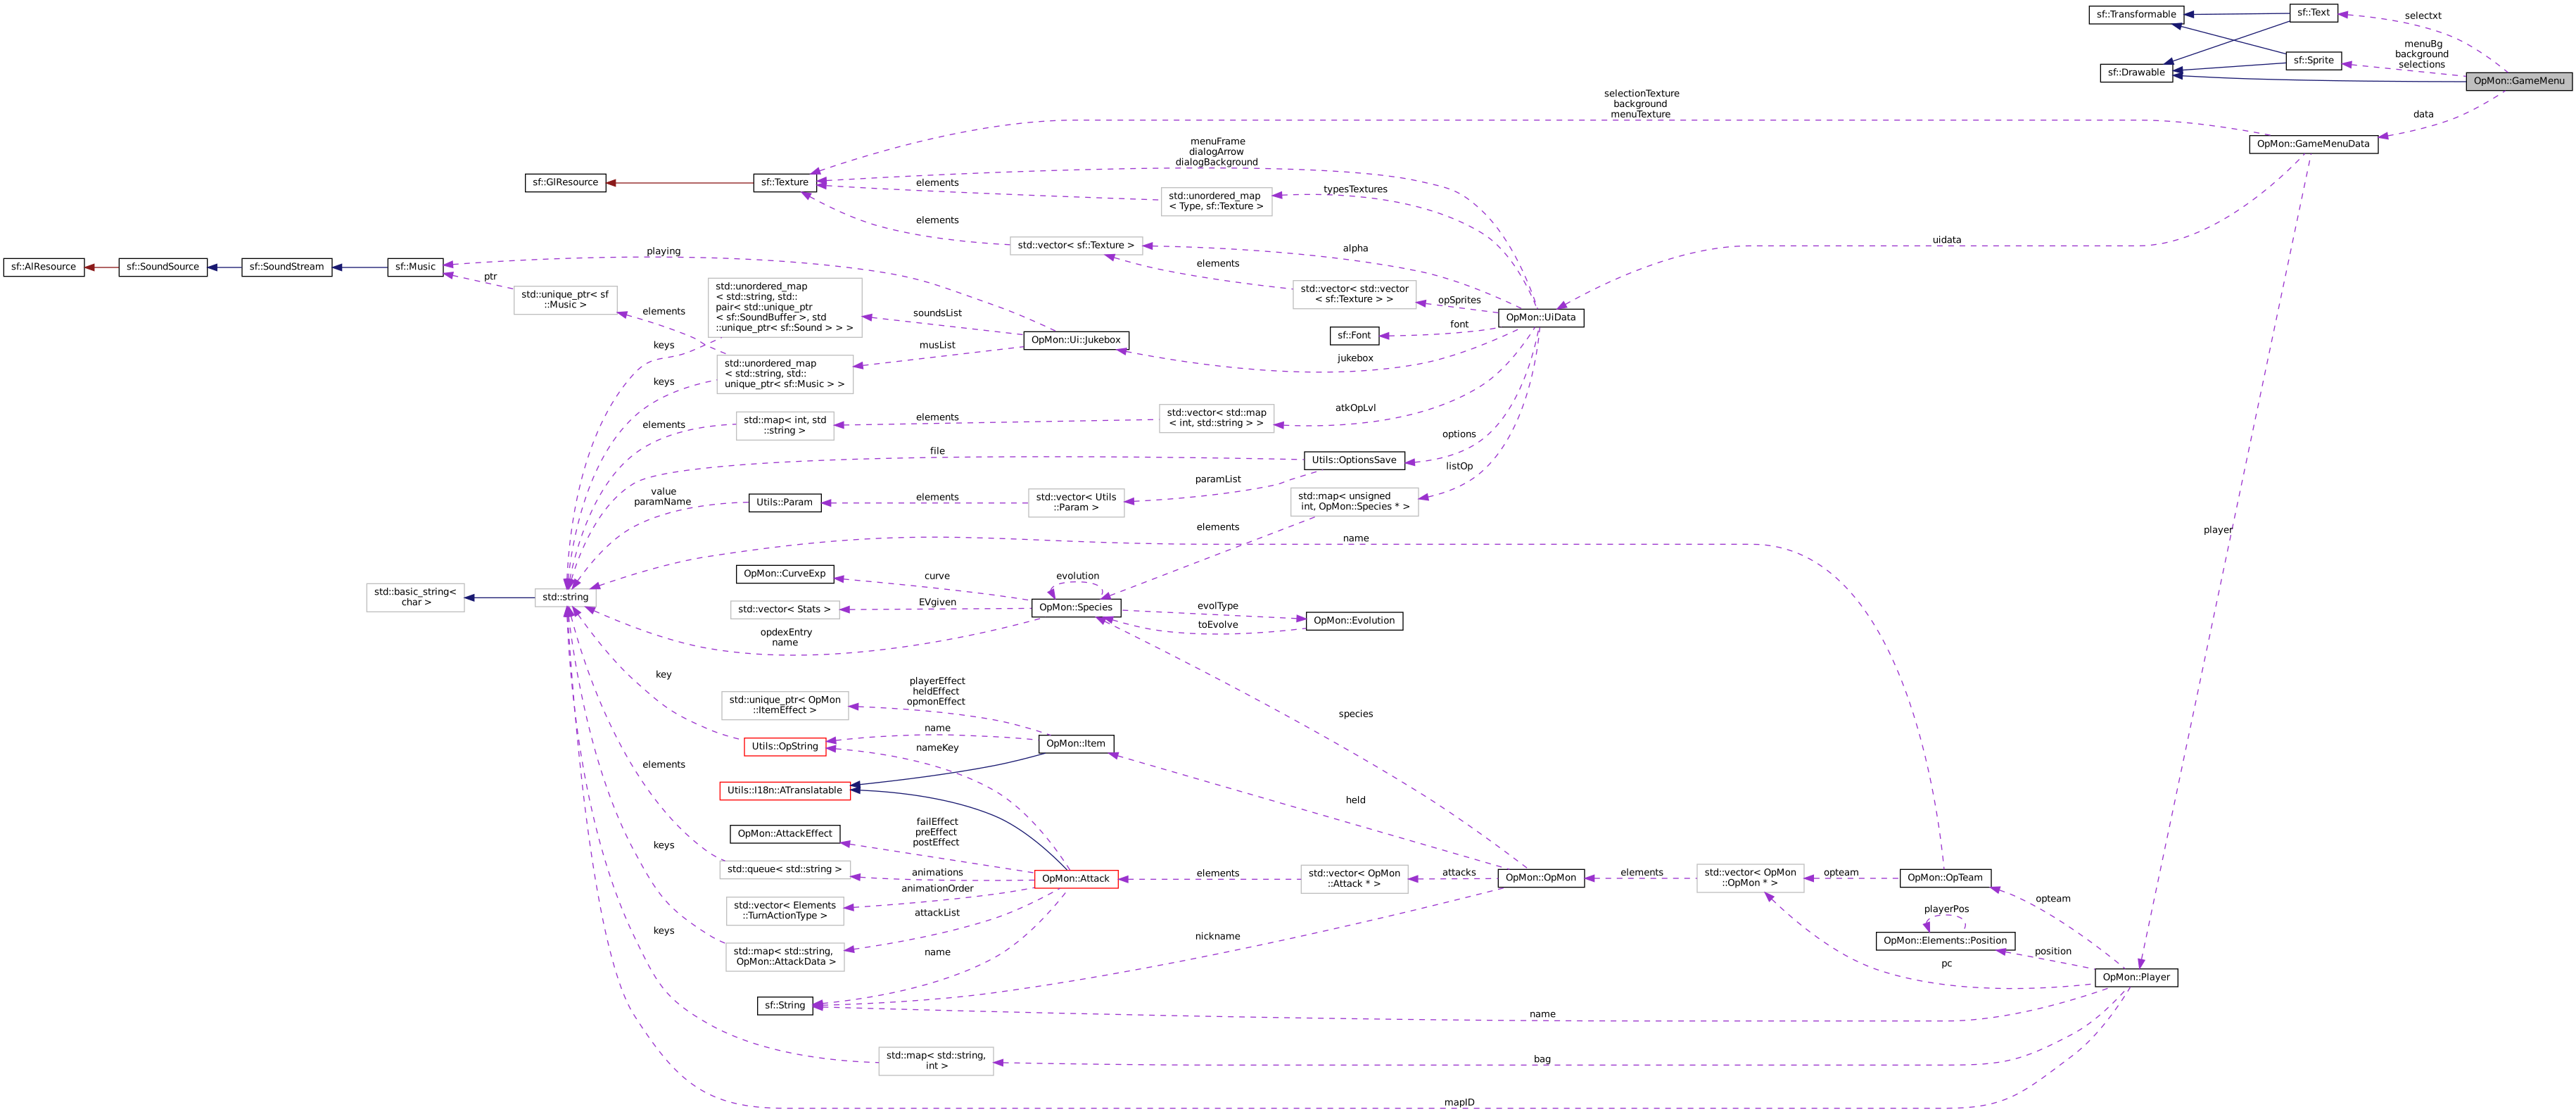 sf::Transformable
sf::Text
selectxt
menuBg
background
selections
sf::Sprite
sf::Drawable
OpMon::GameMenu
selectionTexture
background
menuTexture
data
OpMon::GameMenuData
menuFrame
dialogArrow
dialogBackground
sf::GlResource
sf::Texture
elements
std::unordered_map
< Type, sf::Texture >
typesTextures
elements
uidata
std::vector< sf::Texture >
alpha
playing
sf::AlResource
sf::SoundSource
sf::SoundStream
sf::Music
ptr
elements
std::unique_ptr< sf
::Music >
std::unordered_map
< std::string, std::
pair< std::unique_ptr
< sf::SoundBuffer >, std
::unique_ptr< sf::Sound > > >
std::vector< std::vector
< sf::Texture > >
opSprites
elements
soundsList
OpMon::UiData
font
sf::Font
keys
OpMon::Ui::Jukebox
musList
jukebox
std::unordered_map
< std::string, std::
unique_ptr< sf::Music > >
keys
elements
std::map< int, std
::string >
elements
std::vector< std::map
< int, std::string > >
atkOpLvl
options
file
Utils::OptionsSave
listOp
paramList
value
paramName
Utils::Param
elements
std::vector< Utils
::Param >
std::map< unsigned
int, OpMon::Species * >
elements
name
player
OpMon::CurveExp
curve
evolution
std::basic_string<
char >
std::string
std::vector< Stats >
EVgiven
OpMon::Species
evolType
toEvolve
OpMon::Evolution
opdexEntry
name
key
playerEffect
heldEffect
opmonEffect
std::unique_ptr< OpMon
::ItemEffect >
species
name
Utils::OpString
nameKey
OpMon::Item
elements
Utils::I18n::ATranslatable
held
failEffect
preEffect
postEffect
OpMon::AttackEffect
keys
std::queue< std::string >
animations
OpMon::Attack
elements
std::vector< OpMon
::Attack * >
attacks
OpMon::OpMon
elements
std::vector< OpMon
::OpMon * >
opteam
OpMon::OpTeam
animationOrder
opteam
std::vector< Elements
::TurnActionType >
attackList
playerPos
keys
nickname
OpMon::Elements::Position
position
std::map< std::string,
OpMon::AttackData >
name
pc
OpMon::Player
sf::String
name
std::map< std::string,
int >
bag
mapID